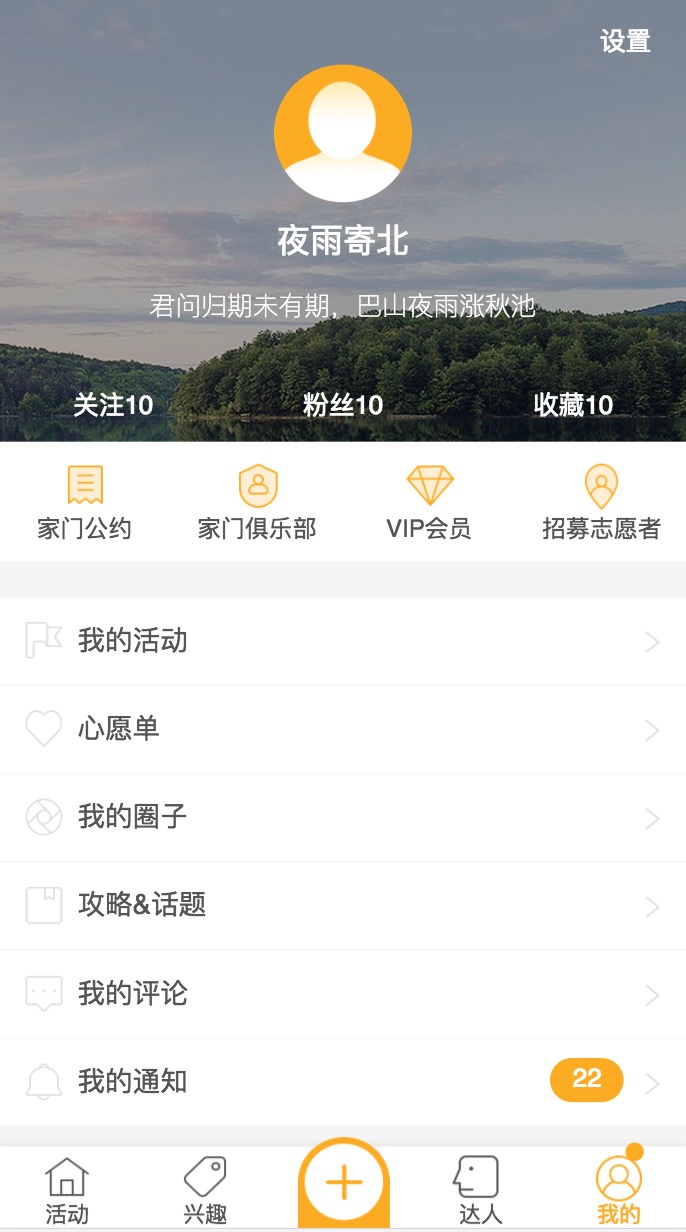 设置
夜雨寄北
君问归期未有期，巴山夜雨涨秋池
关注10 粉丝10 收藏10
家门公约 家门俱乐部 VIP会员 招募志愿者
我的活动
心愿单
我的圈子
攻略&话题
我的评论
我的通知 22
活动 兴趣 达人 我的